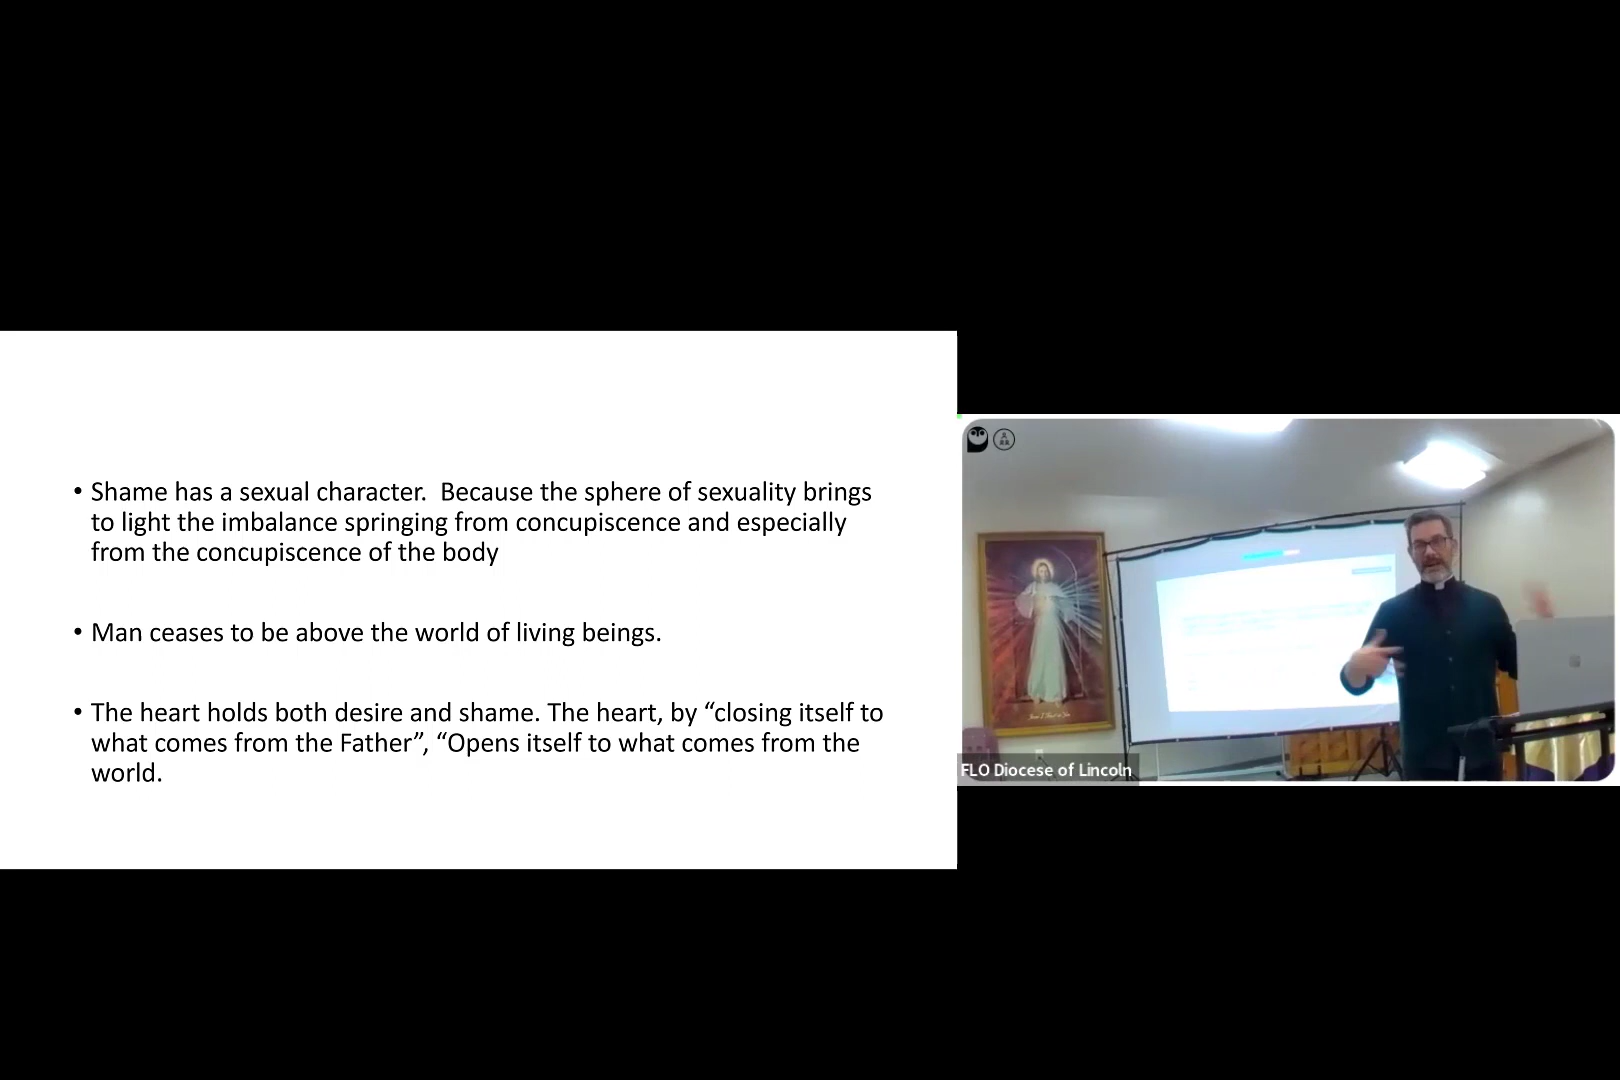 • Shame has a sexual character.  Because the sphere of sexuality brings
to light the imbalance springing from concupiscence and especially
from the concupiscence of the body
• Man ceases to be above the world of living beings.
• The heart holds both desire and shame. The heart, by “closing itself to
what comes from the Father”, “Opens itself to what comes from the
world.
FLO Diocese of Lincoln